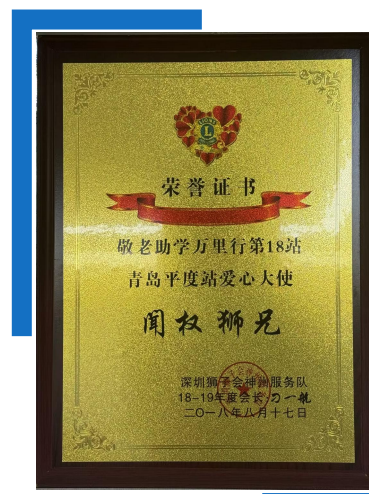 荣誉证书
敬老助学万里行第18站
青岛平度站爱心大使
闻权狮兄
深圳狮子会神洲服务队
18-19年度会长:刁一航
二〇一八年八月十七日